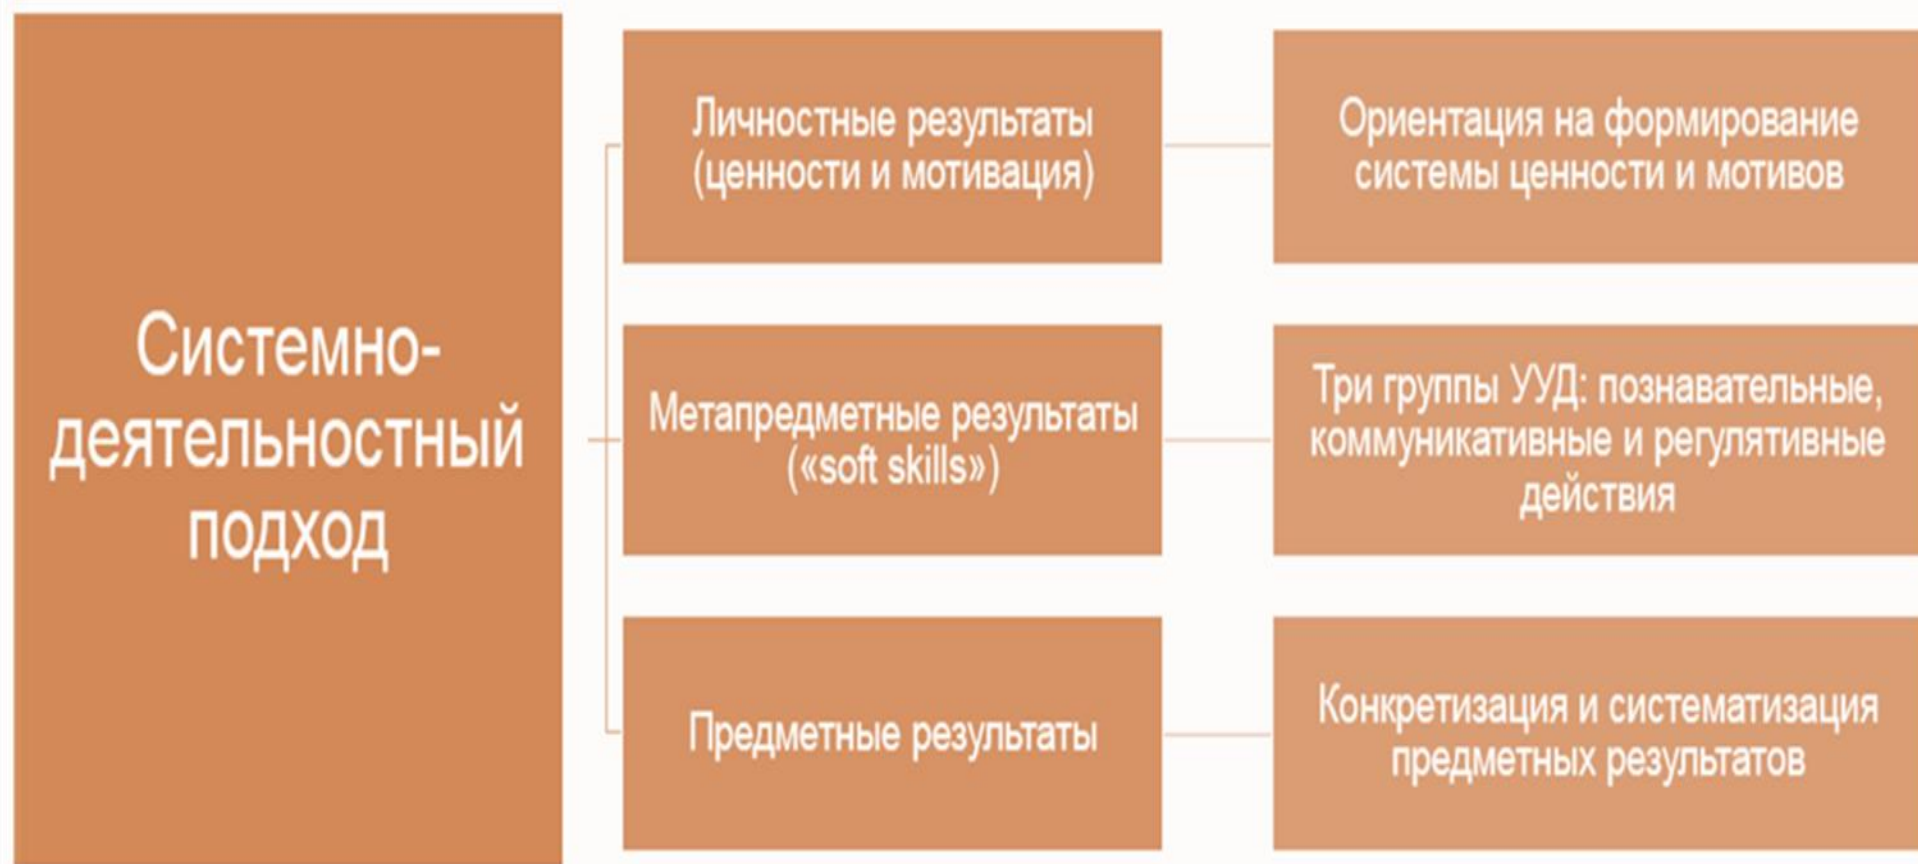 Системно-
деятельностный
подход
Личностные результаты
(ценности и мотивация)
Ориентация на формирование
системы ценности и мотивов
Метапредметные результаты
(«soft skills»)
Три группы УУД: познавательные,
коммуникативные и регулятивные
действия
Предметные результаты
Конкретизация и систематизация
предметных результатов